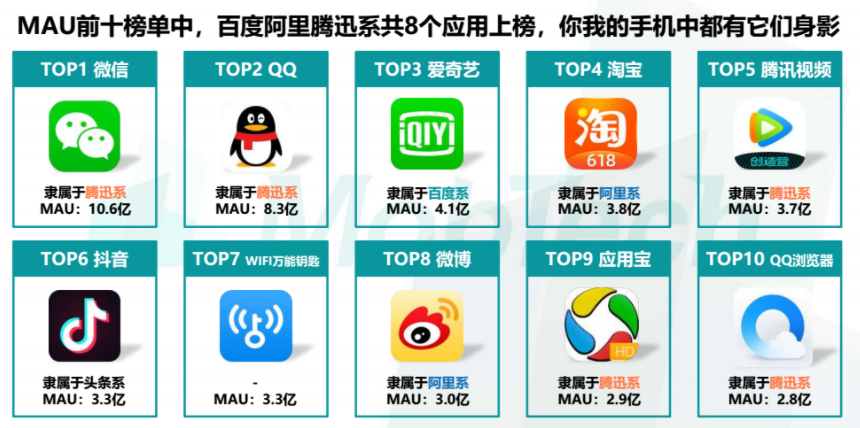 MAU前十榜单中，百度阿里腾迅系共8个应用上榜，你我的手机中都有它们身影
TOP1 微信
TOP2 QQ
TOP3 爱奇艺
TOP4 淘宝
TOP5 腾讯视频
iQIYI
淘
618
创造营
隶属于腾迅系
MAU：10.6亿
隶属于腾迅系
MAU：8.3亿
隶属于百度系
MAU：4.1亿
隶属于阿里系
MAU：3.8亿
隶属于腾迅系
MAU：3.7亿
MobTech
TOP6 抖音
TOP7 WIFI万能钥匙
TOP8 微博
TOP9 应用宝
TOP10 QQ浏览器
HD
隶属于头条系
MAU：3.3亿
-
MAU：3.3亿
隶属于阿里系
MAU：3.0亿
隶属于腾迅系
MAU：2.9亿
隶属于腾迅系
MAU：2.8亿